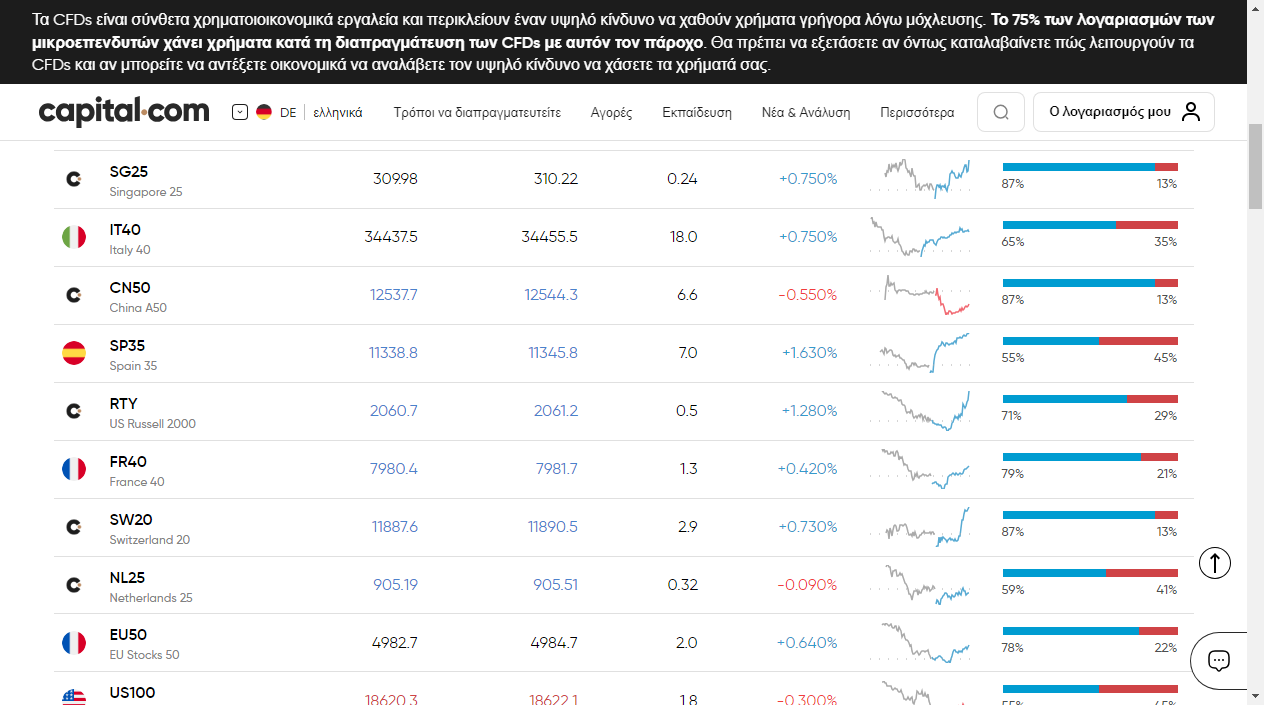 Τα CFDs είναι σύνθετα χρηματοιοικονομικά εργαλεία και περικλείουν έναν υψηλό κίνδυνο να χαθούν χρήματα γρήγορα λόγω μόχλευσης. Το 75% των λογαριασμών των
μικροεπενδυτών χάνει χρήματα κατά τη διαπραγμάτευση των CFDs με αυτόν τον πάροχο. Θα πρέπει να εξετάσετε αν όντως καταλαβαίνετε πώς λειτουργούν τα
CFDs και αν μπορείτε να αντέξετε οικονομικά να αναλάβετε τον υψηλό κίνδυνο να χάσετε τα χρήματά σας.
capital.com DE ελληνικά Τρόποι να διαπραγματευτείτε Αγορές Εκπαίδευση Νέα & Ανάλυση Περισσότερα Ο λογαριασμός μου
SG25 309.98 310.22 0.24 +0.750%
Singapore 25 87% 13%
IT40 34437.5 34455.5 18.0 +0.750%
Italy 40 65% 35%
CN50 12537.7 12544.3 6.6 -0.550%
China A50 87% 13%
SP35 11338.8 11345.8 7.0 +1.630%
Spain 35 55% 45%
RTY 2060.7 2061.2 0.5 +1.280%
US Russell 2000 71% 29%
FR40 7980.4 7981.7 1.3 +0.420%
France 40 79% 21%
SW20 11887.6 11890.5 2.9 +0.730%
Switzerland 20 87% 13%
NL25 905.19 905.51 0.32 -0.090%
Netherlands 25 59% 41%
EU50 4982.7 4984.7 2.0 +0.640%
EU Stocks 50 78% 22%
US100 18620.3 18622.1 1.8 -0.300%
55% 45%